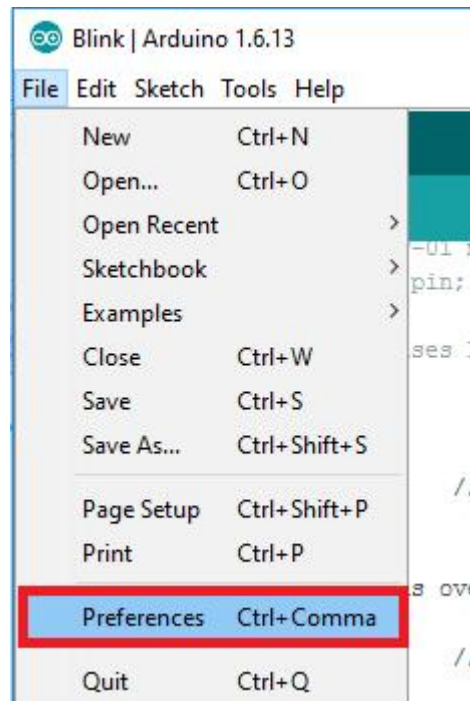 Blink | Arduino 1.6.13
File Edit Sketch Tools Help
New Ctrl+N
Open... Ctrl+O
Open Recent
Sketchbook
Examples
Close Ctrl+W
Save Ctrl+S
Save As... Ctrl+Shift+S
Page Setup Ctrl+Shift+P
Print Ctrl+P
Preferences Ctrl+Comma
Quit Ctrl+Q
-01
pin;
ses
//
s ove
//